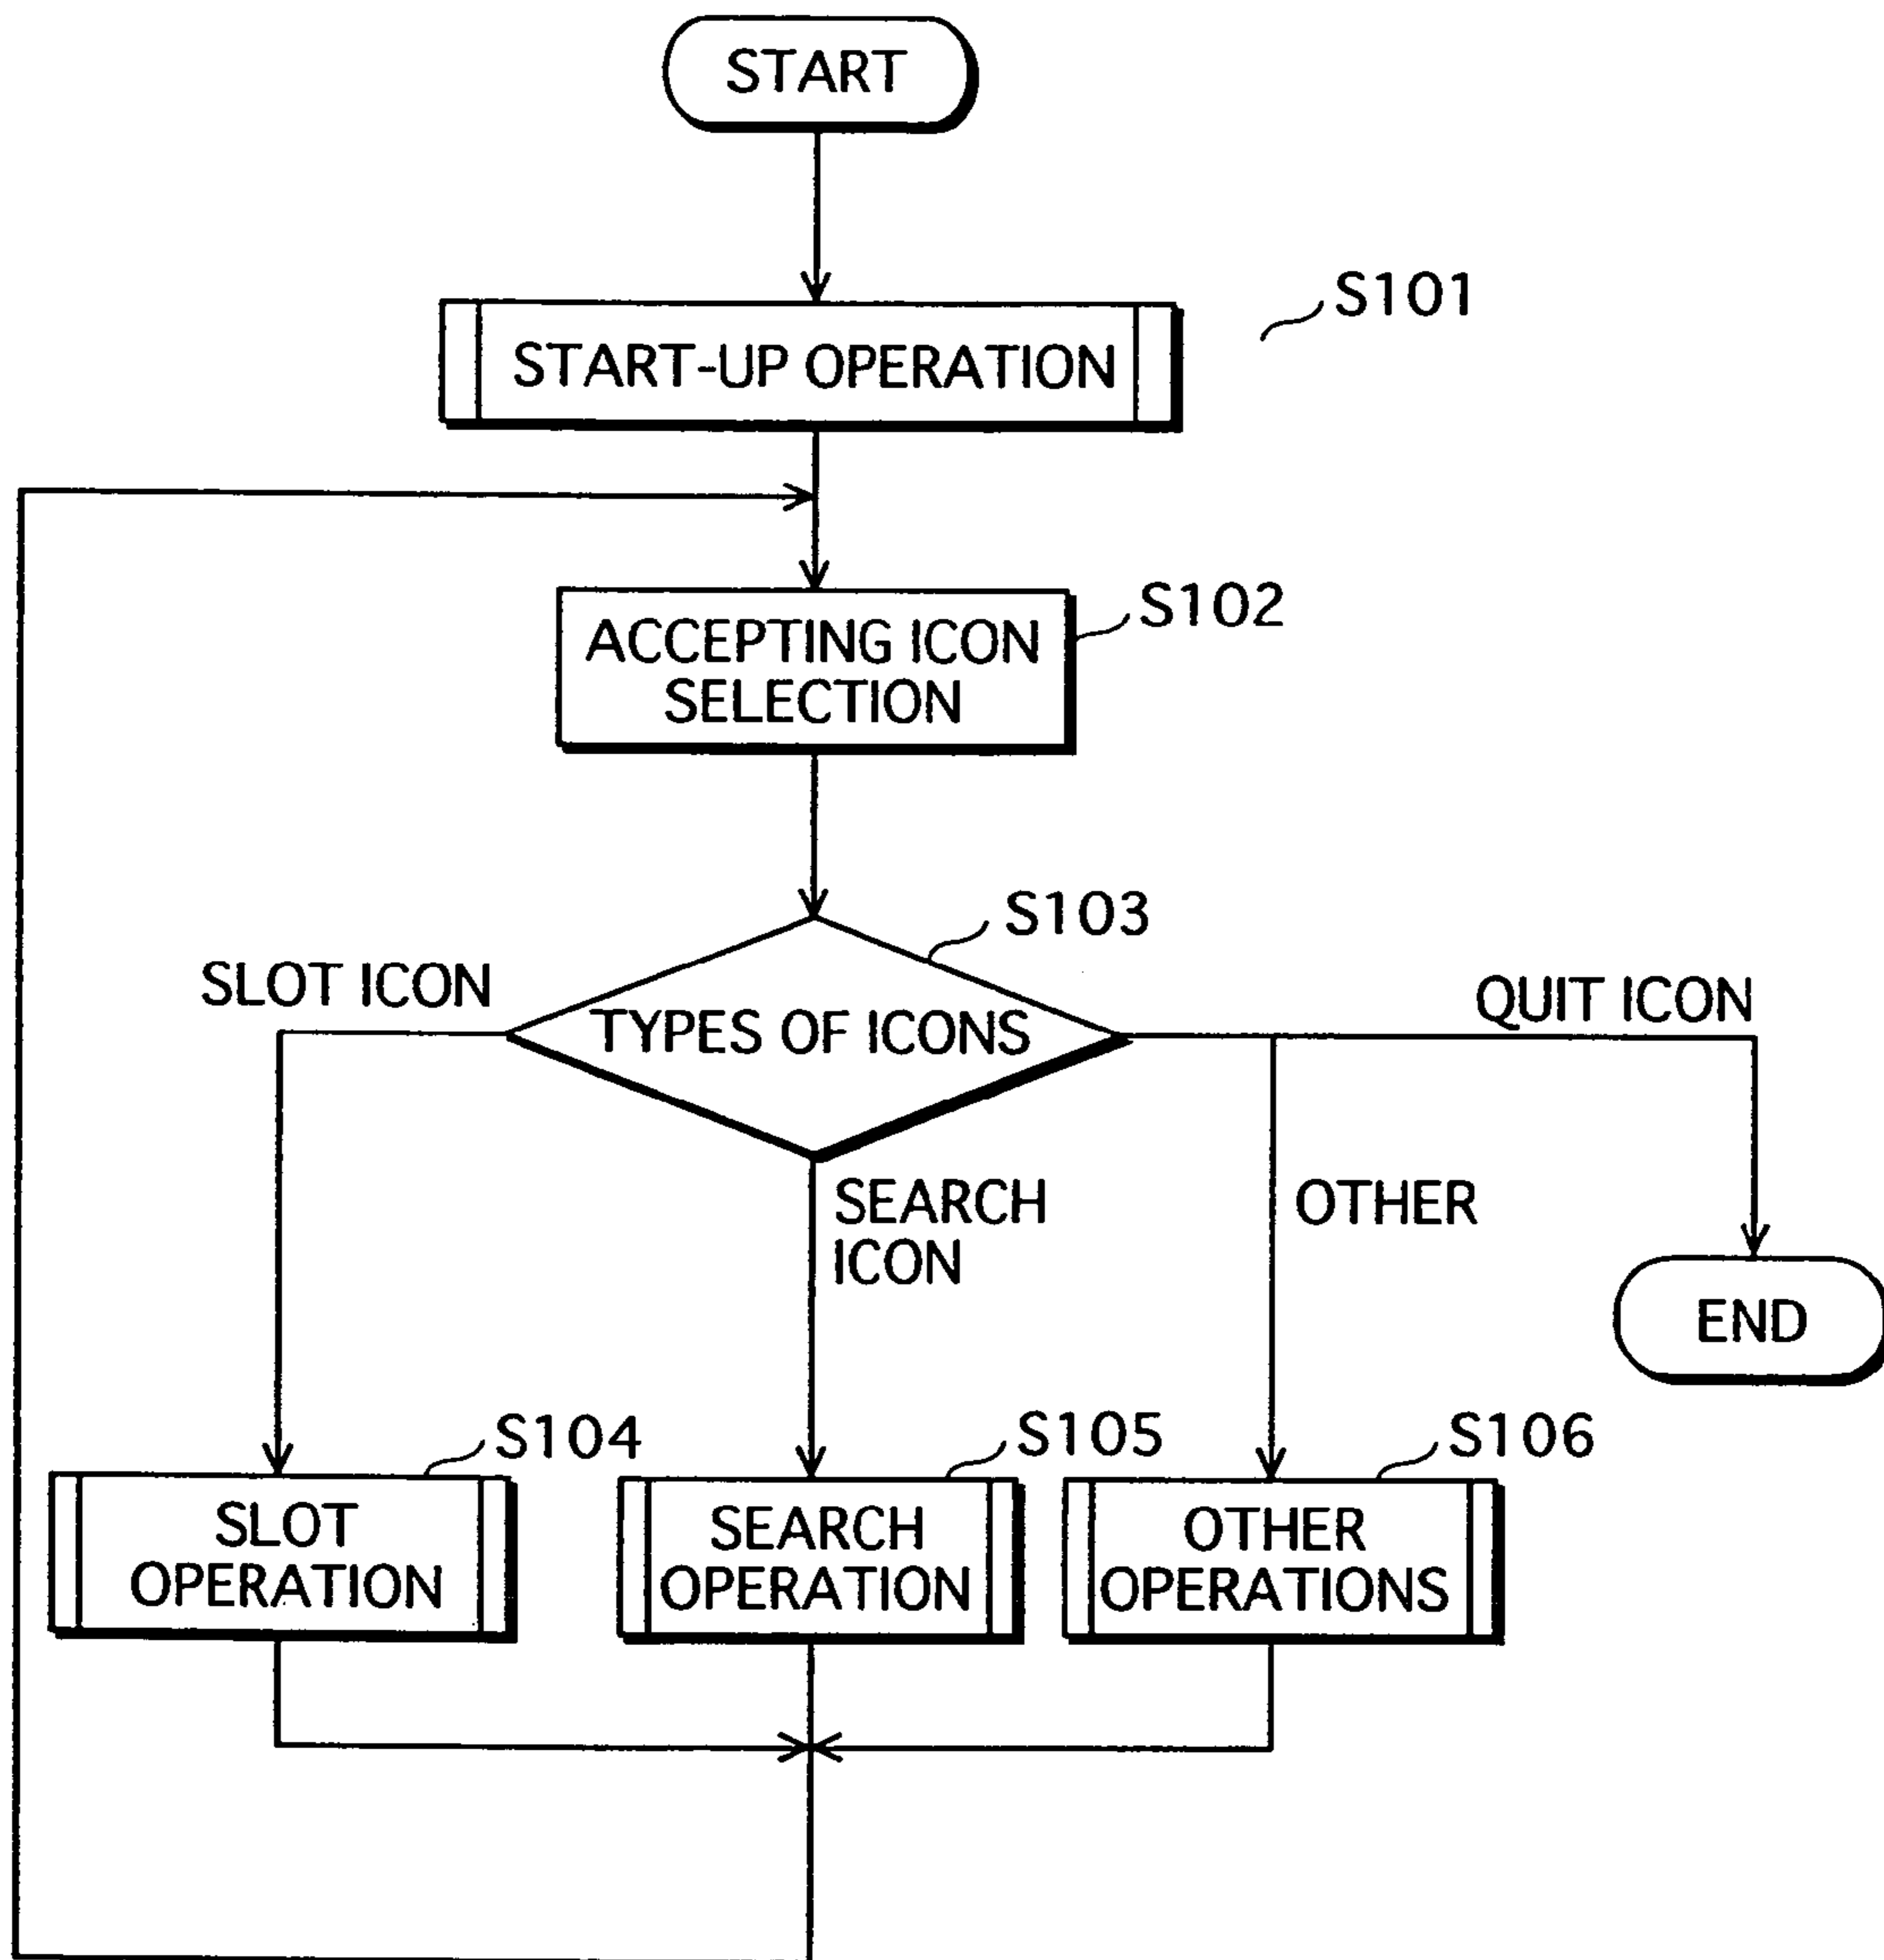 START
S101
START-UP OPERATION
S102
ACCEPTING ICON
SELECTION
S103
SLOT ICON
TYPES OF ICONS
QUIT ICON
SEARCH
ICON
OTHER
END
S104
S105
S106
SLOT
OPERATION
SEARCH
OPERATION
OTHER
OPERATIONS